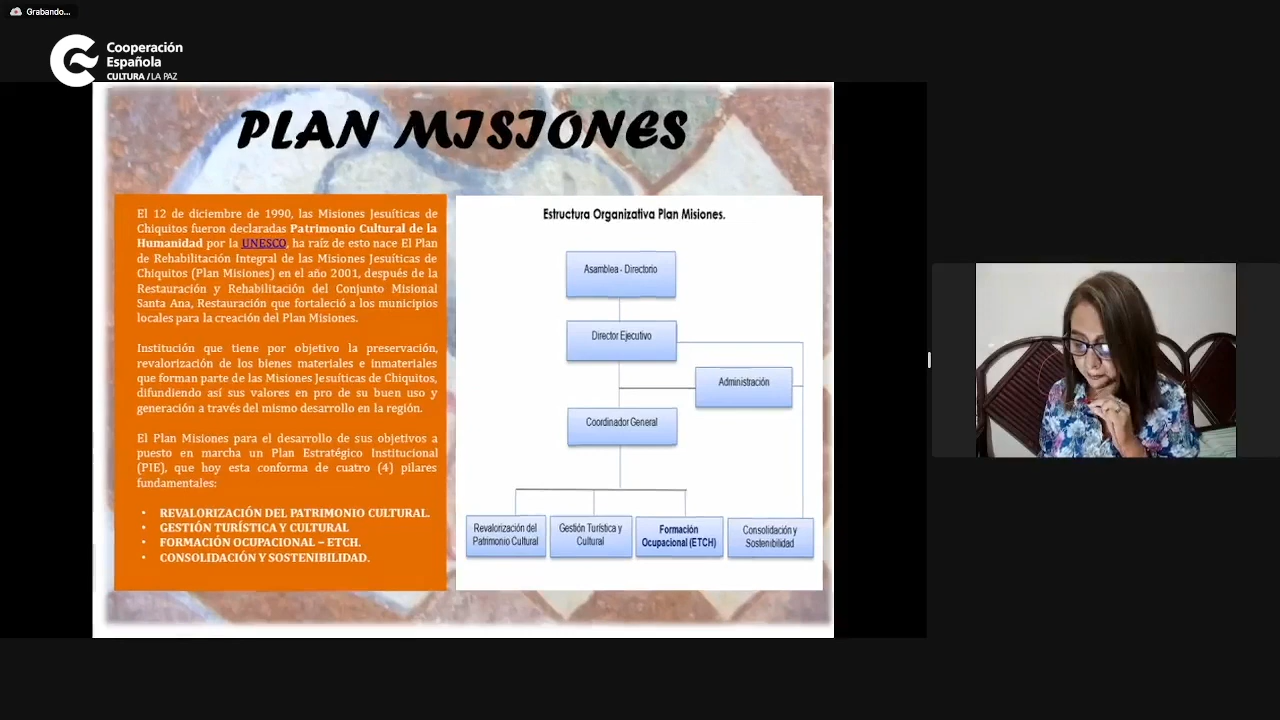 Grabando...
Cooperación
Española
CULTURA / LA PAZ
PLAN MISIONES
El 12 de diciembre de 1990, las Misiones Jesuíticas de
Chiquitos fueron declaradas Patrimonio Cultural de la
Humanidad por la UNESCO, ha raíz de esto nace El Plan
de Rehabilitación Integral de las Misiones Jesuíticas de
Chiquitos (Plan Misiones) en el año 2001, después de la
Restauración y Rehabilitación del Conjunto Misional
Santa Ana, Restauración que fortaleció a los municipios
locales para la creación del Plan Misiones.
Institución que tiene por objetivo la preservación,
revalorización de los bienes materiales e inmateriales
que forman parte de las Misiones Jesuíticas de Chiquitos,
difundiendo así sus valores en pro de su buen uso y
generación a través del mismo desarrollo en la región.
El Plan Misiones para el desarrollo de sus objetivos a
puesto en marcha un Plan Estratégico Institucional
(PIE), que hoy esta conforma de cuatro (4) pilares
fundamentales:
• REVALORIZACIÓN DEL PATRIMONIO CULTURAL.
• GESTIÓN TURÍSTICA Y CULTURAL
• FORMACIÓN OCUPACIONAL – ETCH.
• CONSOLIDACIÓN Y SOSTENIBILIDAD.
Estructura Organizativa Plan Misiones.
Asamblea - Directorio
Director Ejecutivo
Administración
Coordinador General
Revalorización del
Patrimonio Cultural
Gestión Turística y
Cultural
Formación
Ocupacional (ETCH)
Consolidación y
Sostenibilidad